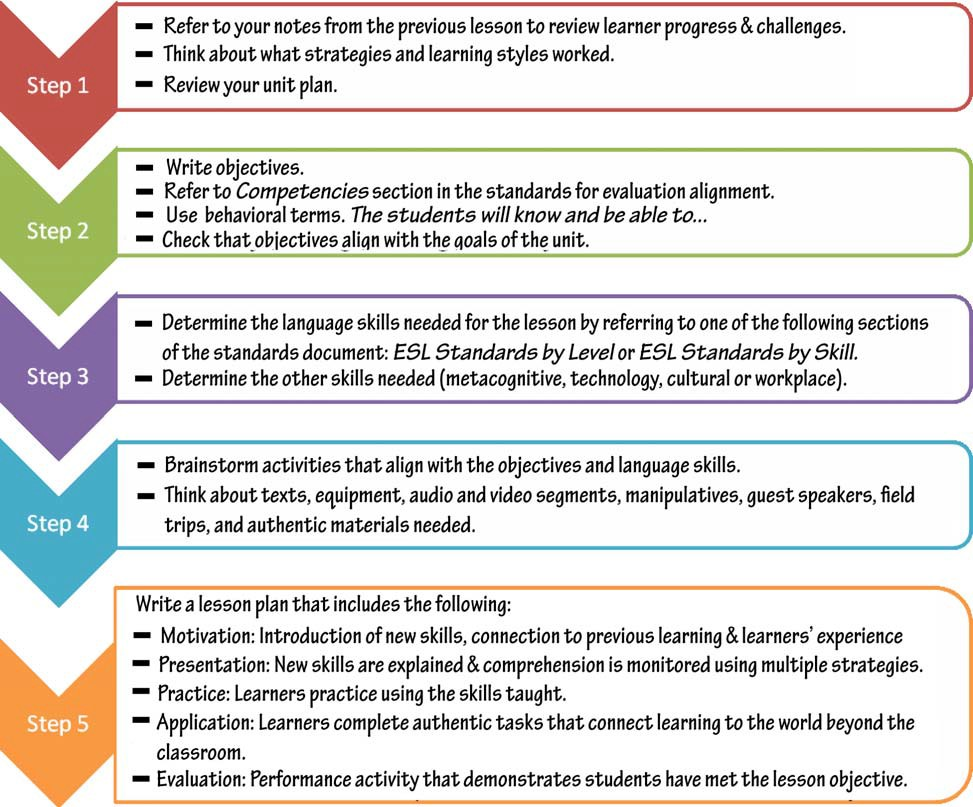 Step 1
– Refer to your notes from the previous lesson to review learner progress & challenges.
– Think about what strategies and learning styles worked.
– Review your unit plan.
Step 2
– Write objectives.
– Refer to Competencies section in the standards for evaluation alignment.
– Use behavioral terms. The students will know and be able to...
– Check that objectives align with the goals of the unit.
Step 3
– Determine the language skills needed for the lesson by referring to one of the following sections
of the standards document: ESL Standards by Level or ESL Standards by Skill.
– Determine the other skills needed (metacognitive, technology, cultural or workplace).
Step 4
– Brainstorm activities that align with the objectives and language skills.
– Think about texts, equipment, audio and video segments, manipulatives, guest speakers, field
trips, and authentic materials needed.
Step 5
Write a lesson plan that includes the following:
– Motivation: Introduction of new skills, connection to previous learning & learners' experience
– Presentation: New skills are explained & comprehension is monitored using multiple strategies.
– Practice: Learners practice using the skills taught.
– Application: Learners complete authentic tasks that connect learning to the world beyond the
classroom.
– Evaluation: Performance activity that demonstrates students have met the lesson objective.